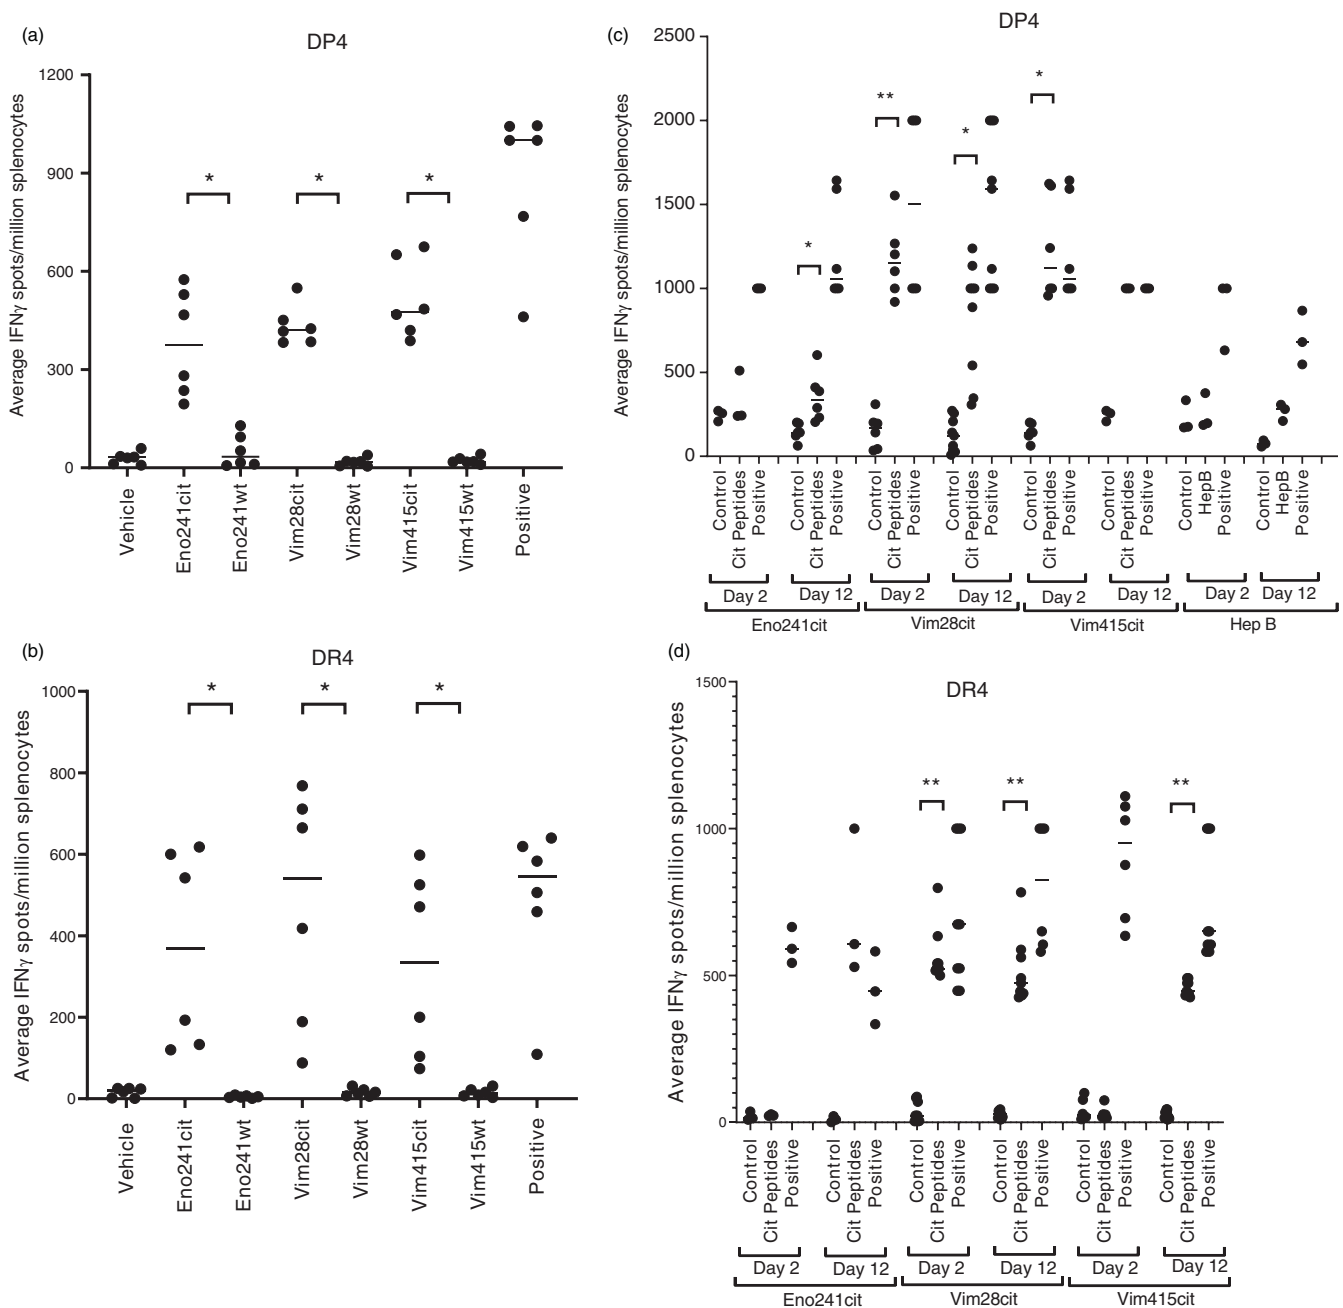 (a)
DP4
Average IFNγ spots/million splenocytes
1200
900
600
300
0
*
*
*
Vehicle
Eno241cit
Eno241wt
Vim28cit
Vim28wt
Vim415cit
Vim415wt
Positive
(c)
DP4
Average IFNγ spots/million splenocytes
2500
2000
1500
1000
500
0
*
**
*
*
Control
Cit Peptides
Positive
Control
Cit Peptides
Positive
Control
Cit Peptides
Positive
Control
Cit Peptides
Positive
Control
Cit Peptides
Positive
Control
Cit Peptides
Positive
Control
HepB
Positive
Control
HepB
Positive
Day 2
Day 12
Day 2
Day 12
Day 2
Day 12
Day 2
Day 12
Eno241cit
Vim28cit
Vim415cit
Hep B
(b)
DR4
Average IFNγ spots/million splenocytes
1000
800
600
400
200
0
*
*
*
Vehicle
Eno241cit
Eno241wt
Vim28cit
Vim28wt
Vim415cit
Vim415wt
Positive
(d)
DR4
Average IFNγ spots/million splenocytes
1500
1000
500
0
**
**
**
Control
Cit Peptides
Positive
Control
Cit Peptides
Positive
Control
Cit Peptides
Positive
Control
Cit Peptides
Positive
Control
Cit Peptides
Positive
Control
Cit Peptides
Positive
Day 2
Day 12
Day 2
Day 12
Day 2
Day 12
Eno241cit
Vim28cit
Vim415cit